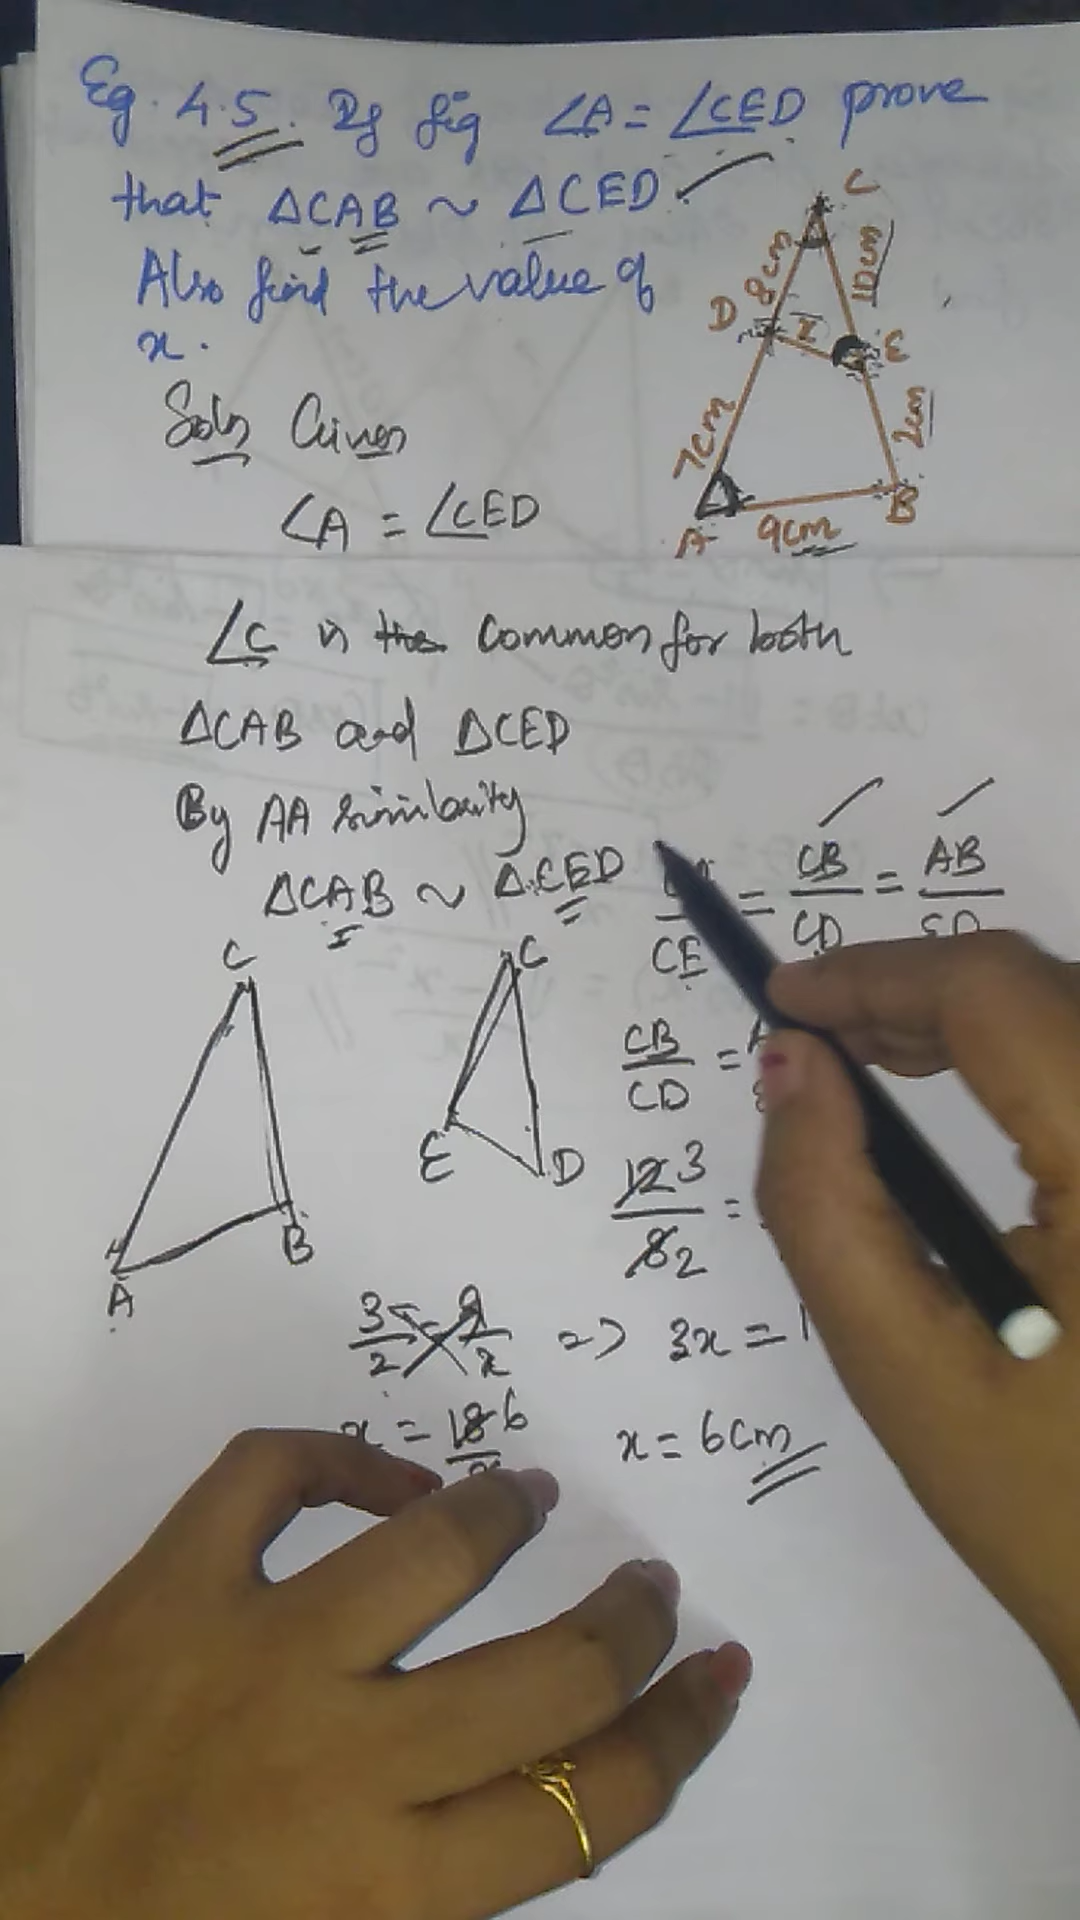 Eg. 4.5. If fig ∠A = ∠CED prove
that ΔCAB ~ ΔCED ✓
Also find the value of
x.
C
8cm
10cm
D
x
E
7cm
2cm
A
9cm
B
Soln Given
∠A = ∠CED
∠C is the common for both
ΔCAB and ΔCED
By AA similarity
ΔCAB ~ ΔCED
CE = CB/CD = AB/ED
C
A
B
C
E
D
CB/CD =
12 3/8 2 =
3/2 = 9/x => 3x = 1
x = 18 6
x = 6cm